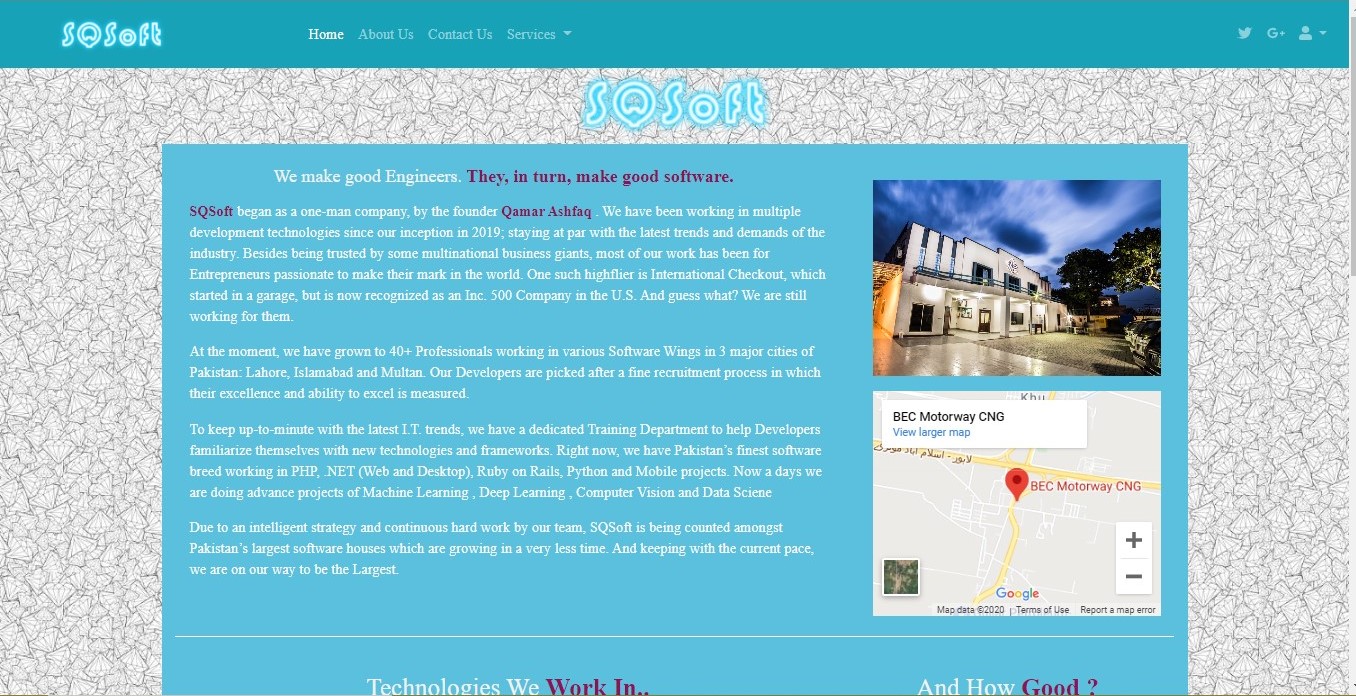 SQSoft
Home About Us Contact Us Services
G+
SQSoft
We make good Engineers. They, in turn, make good software.
SQSoft began as a one-man company, by the founder Qamar Ashfaq . We have been working in multiple
development technologies since our inception in 2019; staying at par with the latest trends and demands of the
industry. Besides being trusted by some multinational business giants, most of our work has been for
Entrepreneurs passionate to make their mark in the world. One such highflier is International Checkout, which
started in a garage, but is now recognized as an Inc. 500 Company in the U.S. And guess what? We are still
working for them.
At the moment, we have grown to 40+ Professionals working in various Software Wings in 3 major cities of
Pakistan: Lahore, Islamabad and Multan. Our Developers are picked after a fine recruitment process in which
their excellence and ability to excel is measured.
To keep up-to-minute with the latest I.T. trends, we have a dedicated Training Department to help Developers
familiarize themselves with new technologies and frameworks. Right now, we have Pakistan’s finest software
breed working in PHP, .NET (Web and Desktop), Ruby on Rails, Python and Mobile projects. Now a days we
are doing advance projects of Machine Learning , Deep Learning , Computer Vision and Data Sciene
Due to an intelligent strategy and continuous hard work by our team, SQSoft is being counted amongst
Pakistan’s largest software houses which are growing in a very less time. And keeping with the current pace,
we are on our way to be the Largest.
Khu
BEC Motorway CNG
View larger map
لاہور - اسلام آباد موٹروے
BEC Motorway CNG
Google
Map data ©2020 Terms of Use Report a map error
Technologies We Work In..
And How Good ?